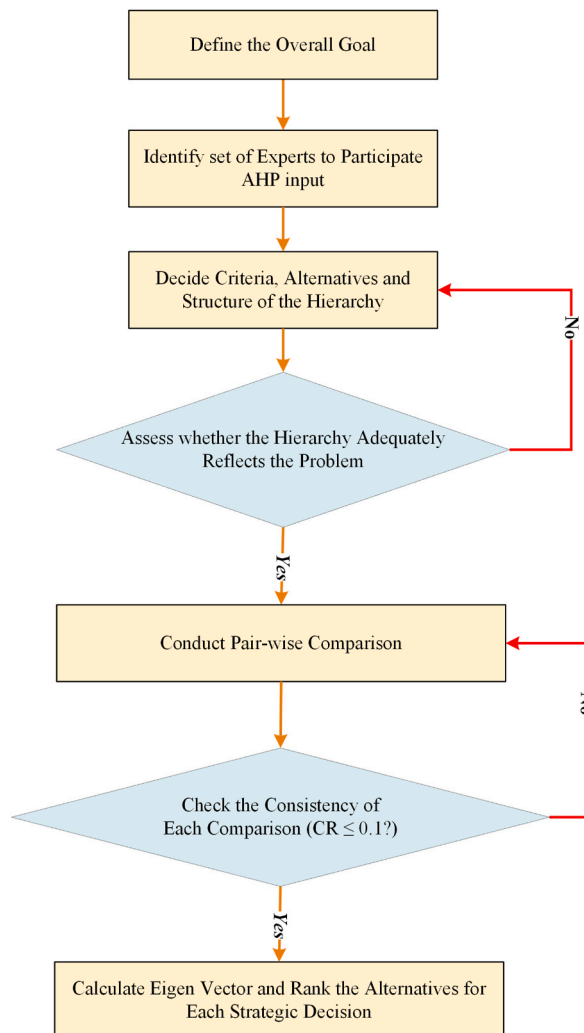 Define the Overall Goal
Identify set of Experts to Participate
AHP input
Decide Criteria, Alternatives and
Structure of the Hierarchy
No
Assess whether the Hierarchy Adequately
Reflects the Problem
Yes
Conduct Pair-wise Comparison
Check the Consistency of
Each Comparison (CR ≤ 0.1?)
Yes
Calculate Eigen Vector and Rank the Alternatives for
Each Strategic Decision